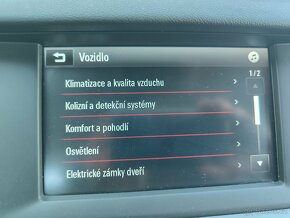 Vozidlo
1/2
Klimatizace a kvalita vzduchu
Kolizní a detekční systémy
Komfort a pohodlí
Osvětlení
Elektrické zámky dveří